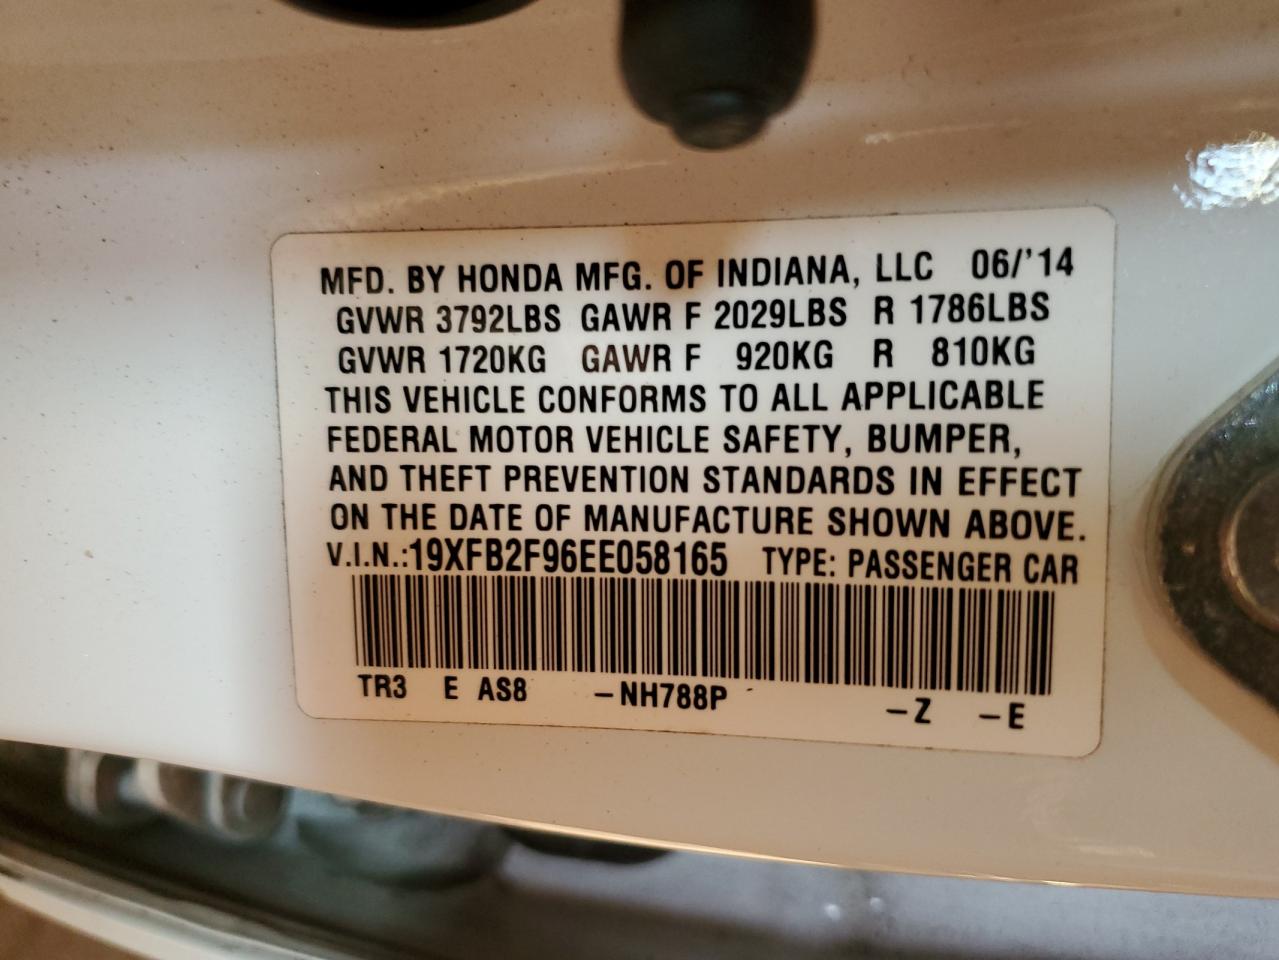 MFD. BY HONDA MFG. OF INDIANA, LLC 06/'14
GVWR 3792LBS GAWR F 2029LBS R 1786LBS
GVWR 1720KG GAWR F 920KG R 810KG
THIS VEHICLE CONFORMS TO ALL APPLICABLE
FEDERAL MOTOR VEHICLE SAFETY, BUMPER,
AND THEFT PREVENTION STANDARDS IN EFFECT
ON THE DATE OF MANUFACTURE SHOWN ABOVE.
V.I.N.:19XFB2F96EE058165 TYPE: PASSENGER CAR
TR3 E AS8 -NH788P -Z -E